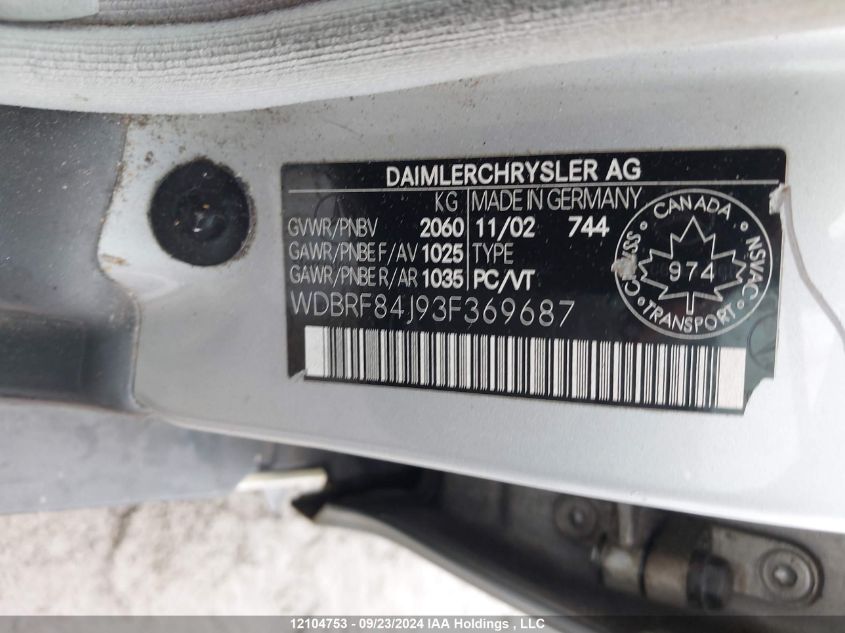 DAIMLERCHRYSLER AG
KG MADE IN GERMANY
GVWR/PNBV 2060 11/02 744
GAWR/PNBE F/AV 1025 TYPE
GAWR/PNBE R/AR 1035 PC/VT
WDBRF84J93F369687
CANADA
974
TRANSPORT
12104753 - 09/23/2024 IAA Holdings, LLC.